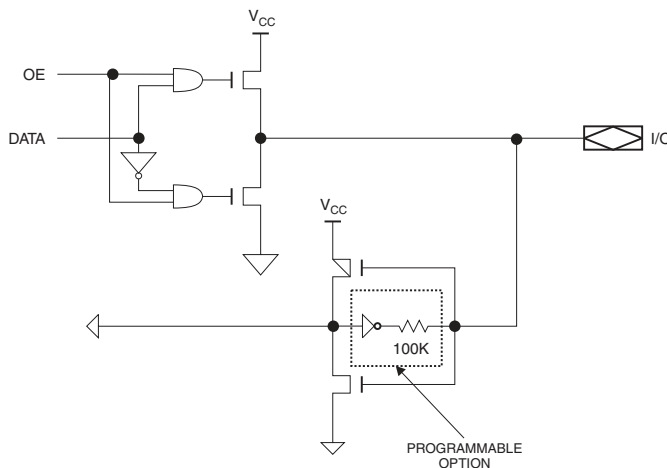 V_CC
OE
DATA
I/O
V_CC
100K
PROGRAMMABLE
OPTION